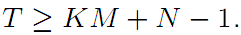 T ≥ KM + N − 1.